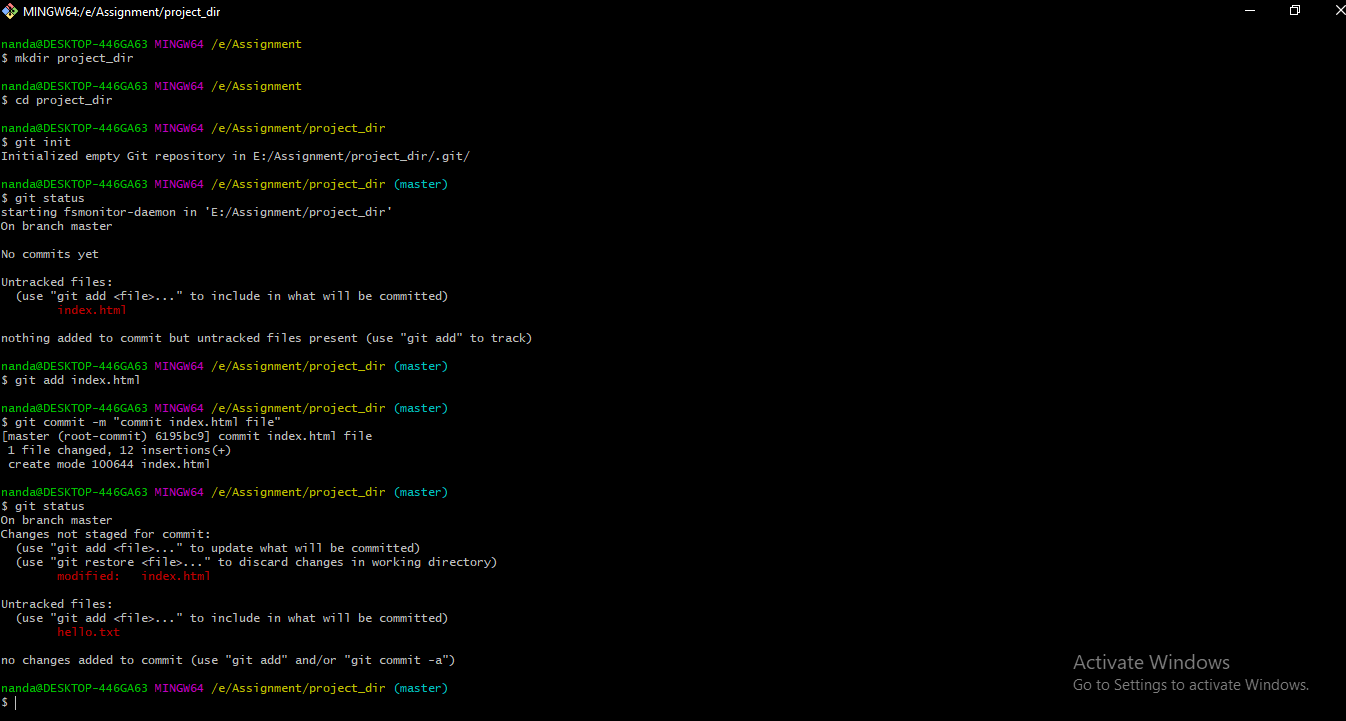 MINGW64:/e/Assignment/project_dir
nanda@DESKTOP-446GA63 MINGW64 /e/Assignment
$ mkdir project_dir
nanda@DESKTOP-446GA63 MINGW64 /e/Assignment
$ cd project_dir
nanda@DESKTOP-446GA63 MINGW64 /e/Assignment/project_dir
$ git init
Initialized empty Git repository in E:/Assignment/project_dir/.git/
nanda@DESKTOP-446GA63 MINGW64 /e/Assignment/project_dir (master)
$ git status
starting fsmonitor-daemon in 'E:/Assignment/project_dir'
On branch master
No commits yet
Untracked files:
  (use "git add <file>..." to include in what will be committed)
        index.html
nothing added to commit but untracked files present (use "git add" to track)
nanda@DESKTOP-446GA63 MINGW64 /e/Assignment/project_dir (master)
$ git add index.html
nanda@DESKTOP-446GA63 MINGW64 /e/Assignment/project_dir (master)
$ git commit -m "commit index.html file"
[master (root-commit) 6195bc9] commit index.html file
 1 file changed, 12 insertions(+)
 create mode 100644 index.html
nanda@DESKTOP-446GA63 MINGW64 /e/Assignment/project_dir (master)
$ git status
On branch master
Changes not staged for commit:
  (use "git add <file>..." to update what will be committed)
  (use "git restore <file>..." to discard changes in working directory)
        modified:   index.html
Untracked files:
  (use "git add <file>..." to include in what will be committed)
        hello.txt
no changes added to commit (use "git add" and/or "git commit -a")
nanda@DESKTOP-446GA63 MINGW64 /e/Assignment/project_dir (master)
$
Activate Windows
Go to Settings to activate Windows.